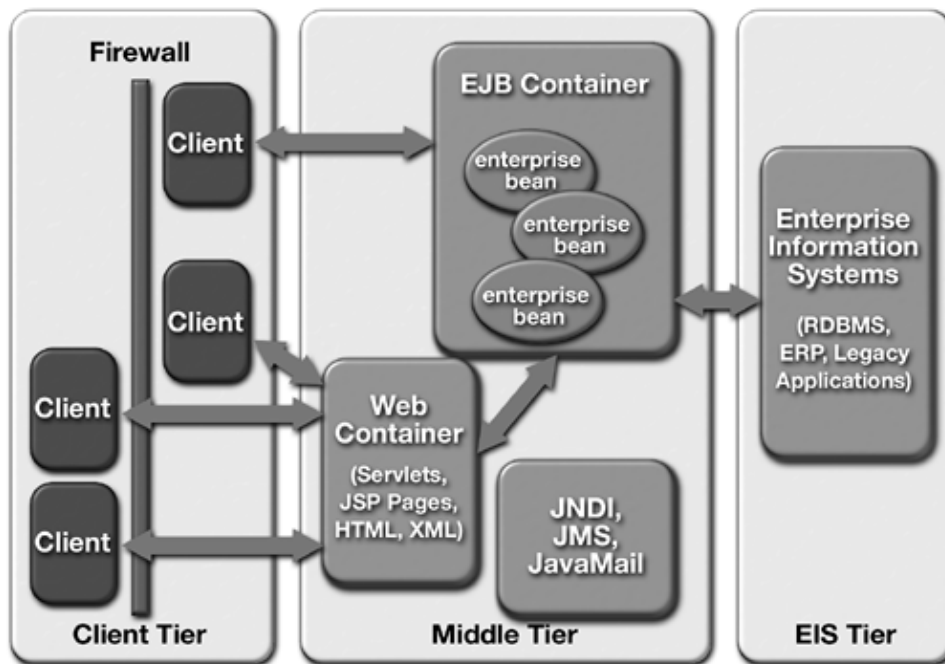 Firewall
Client
Client
Client
Client
Client Tier
EJB Container
enterprise
bean
enterprise
bean
enterprise
bean
Web
Container
(Servlets,
JSP Pages,
HTML, XML)
JNDI,
JMS,
JavaMail
Middle Tier
Enterprise
Information
Systems
(RDBMS,
ERP, Legacy
Applications)
EIS Tier